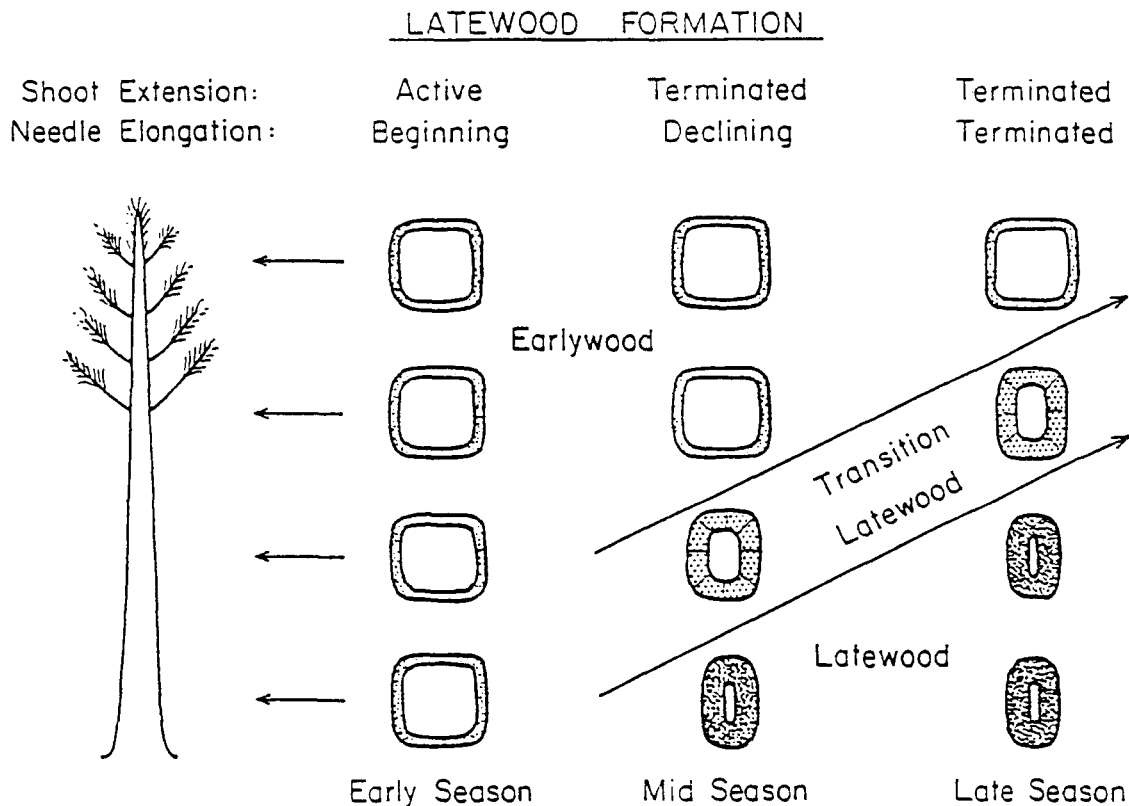 LATEWOOD FORMATION
Shoot Extension: Active Terminated Terminated
Needle Elongation: Beginning Declining Terminated
Earlywood
Transition
Latewood
Latewood
Early Season Mid Season Late Season